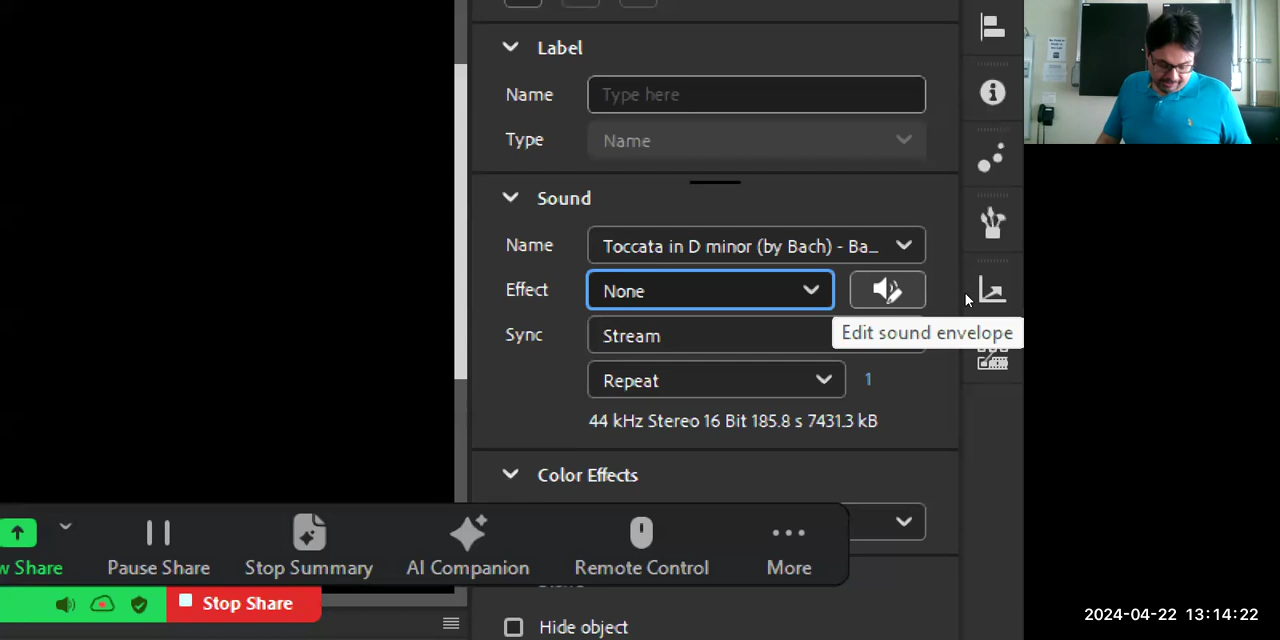 Label
Name Type here
Type Name
Sound
Name Toccata in D minor (by Bach) - Ba...
Effect None
Edit sound envelope
Sync Stream
Repeat 1
44 kHz Stereo 16 Bit 185.8 s 7431.3 kB
Color Effects
w Share Pause Share Stop Summary AI Companion Remote Control More
Stop Share
Hide object
2024-04-22 13:14:22